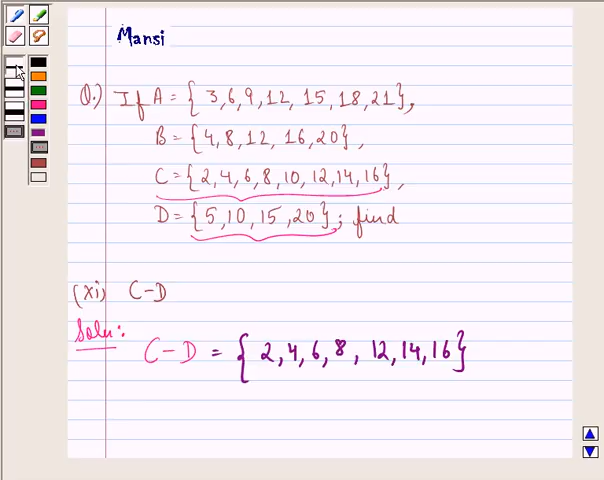 Mansi
Q.) If A = { 3,6,9,12, 15,18,21},
B = {4,8,12, 16,20},
C = {2,4,6,8,10,12,14,16},
D = {5,10,15,20}; find
(xi) C-D
Solu:
C-D = { 2,4,6,8, 12,14,16}